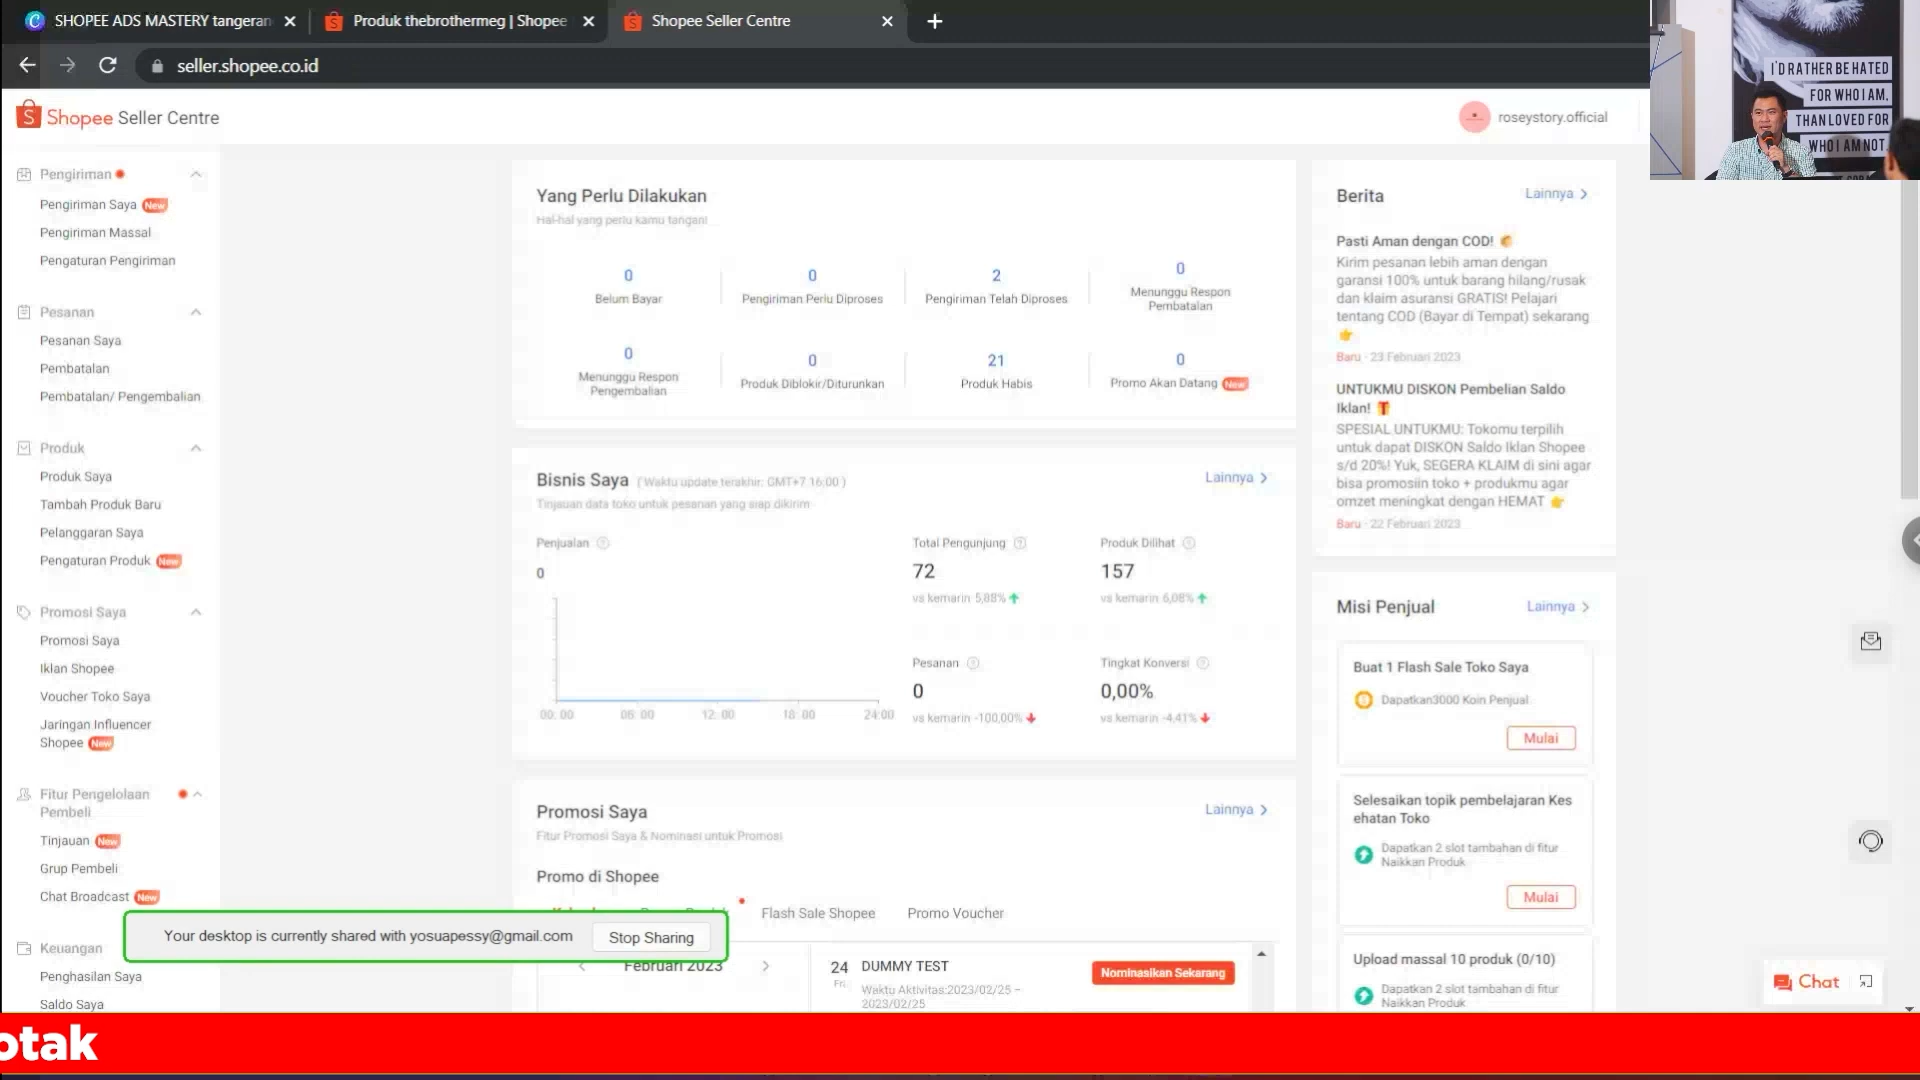 SHOPEE ADS MASTERY tangeran
Produk thebrothermeg | Shopee
Shopee Seller Centre
seller.shopee.co.id
Shopee Seller Centre
roseystory.official
I'D RATHER BE HATED
FOR WHO I AM,
THAN LOVED FOR
WHO I AM NOT.
Pengiriman
Pengiriman Saya New
Pengiriman Massal
Pengaturan Pengiriman
Pesanan
Pesanan Saya
Pembatalan
Pembatalan/ Pengembalian
Produk
Produk Saya
Tambah Produk Baru
Pelanggaran Saya
Pengaturan Produk New
Promosi Saya
Promosi Saya
Iklan Shopee
Voucher Toko Saya
Jaringan Influencer
Shopee New
Fitur Pengelolaan
Pembeli
Tinjauan New
Grup Pembeli
Chat Broadcast New
Keuangan
Penghasilan Saya
Saldo Saya
Yang Perlu Dilakukan
Hal-hal yang perlu kamu tangani
0
Belum Bayar
0
Pengiriman Perlu Diproses
2
Pengiriman Telah Diproses
0
Menunggu Respon
Pembatalan
0
Menunggu Respon
Pengembalian
0
Produk Diblokir/Diturunkan
21
Produk Habis
0
Promo Akan Datang New
Bisnis Saya (Waktu update terakhir: GMT+7 16:00 )
Lainnya
Tinjauan data toko untuk pesanan yang siap dikirim
Penjualan
0
00: 00 06: 00 12: 00 18: 00 24:00
Total Pengunjung
72
vs kemarin 5,88%
Produk Dilihat
157
vs kemarin 6,08%
Pesanan
0
vs kemarin -100,00%
Tingkat Konversi
0,00%
vs kemarin -4,41%
Promosi Saya
Lainnya
Fitur Promosi Saya & Nominasi untuk Promosi
Promo di Shopee
Flash Sale Shopee
Promo Voucher
Your desktop is currently shared with yosuapessy@gmail.com
Stop Sharing
Februari 2023
24 DUMMY TEST
Fri
Waktu Aktivitas:2023/02/25 –
2023/02/25
Nominasikan Sekarang
Berita
Lainnya
Pasti Aman dengan COD!
Kirim pesanan lebih aman dengan
garansi 100% untuk barang hilang/rusak
dan klaim asuransi GRATIS! Pelajari
tentang COD (Bayar di Tempat) sekarang
Baru · 23 Februari 2023
UNTUKMU DISKON Pembelian Saldo
Iklan!
SPESIAL UNTUKMU: Tokomu terpilih
untuk dapat DISKON Saldo Iklan Shopee
s/d 20%! Yuk, SEGERA KLAIM di sini agar
bisa promosiin toko + produkmu agar
omzet meningkat dengan HEMAT
Baru · 22 Februari 2023
Misi Penjual
Lainnya
Buat 1 Flash Sale Toko Saya
Dapatkan3000 Koin Penjual
Mulai
Selesaikan topik pembelajaran Kes
ehatan Toko
Dapatkan 2 slot tambahan di fitur
Naikkan Produk
Mulai
Upload massal 10 produk (0/10)
Dapatkan 2 slot tambahan di fitur
Naikkan Produk
Chat
otak